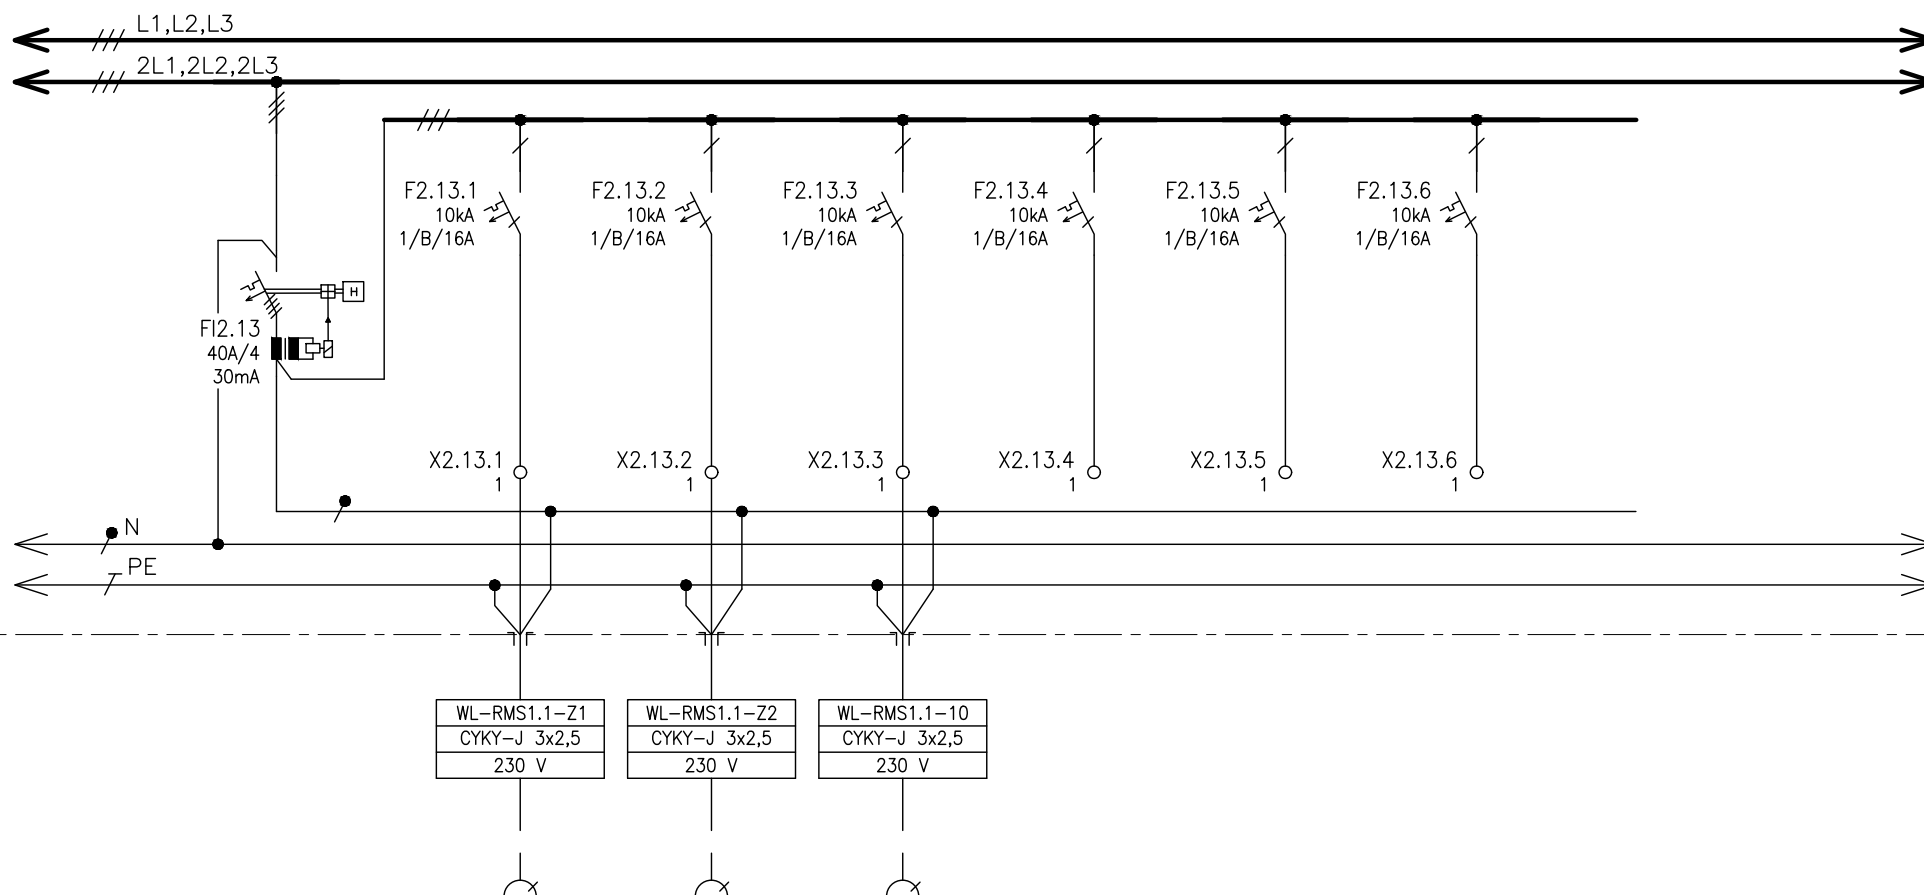 L1,L2,L3
2L1,2L2,2L3
F2.13.1
10kA
1/B/16A
F2.13.2
10kA
1/B/16A
F2.13.3
10kA
1/B/16A
F2.13.4
10kA
1/B/16A
F2.13.5
10kA
1/B/16A
F2.13.6
10kA
1/B/16A
H
FI2.13
40A/4
30mA
X2.13.1
1
X2.13.2
1
X2.13.3
1
X2.13.4
1
X2.13.5
1
X2.13.6
1
N
PE
WL-RMS1.1-Z1
CYKY-J 3x2,5
230 V
WL-RMS1.1-Z2
CYKY-J 3x2,5
230 V
WL-RMS1.1-10
CYKY-J 3x2,5
230 V